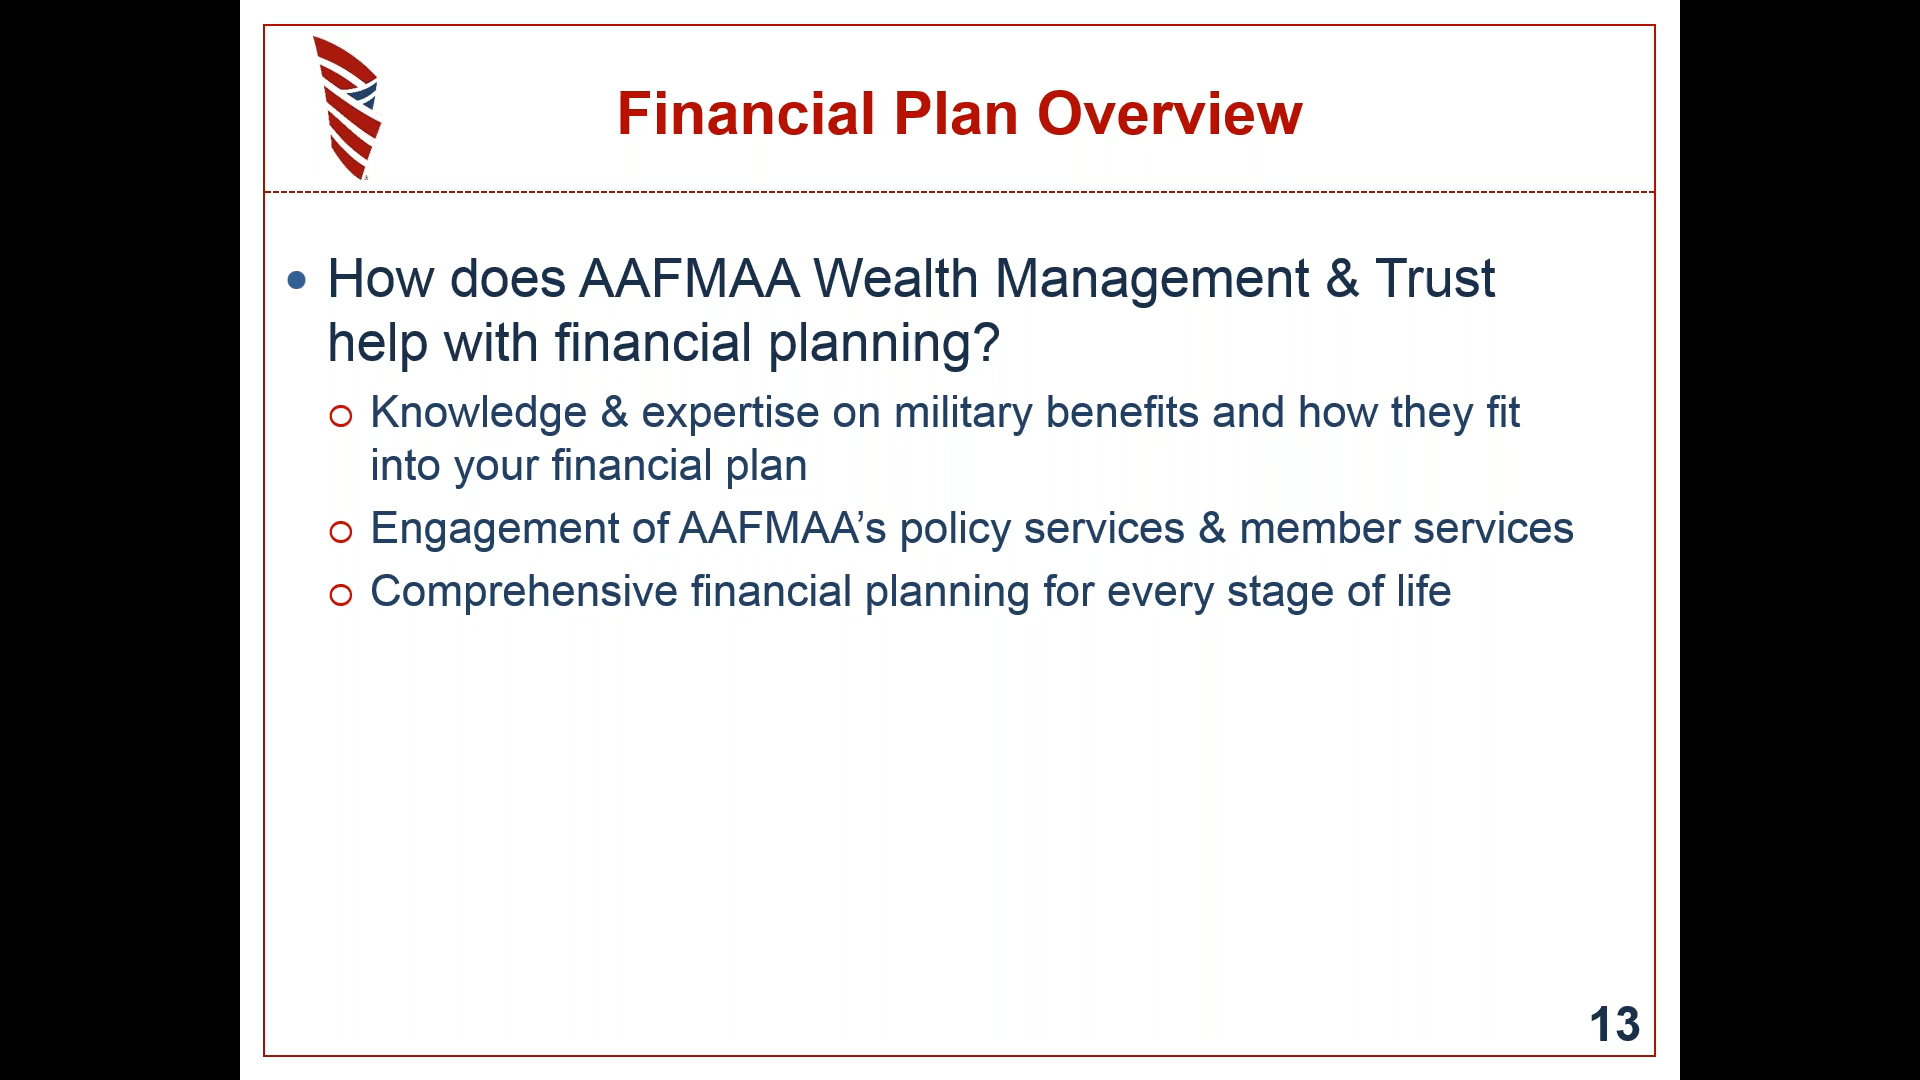 Financial Plan Overview
• How does AAFMAA Wealth Management & Trust
help with financial planning?
o Knowledge & expertise on military benefits and how they fit
into your financial plan
o Engagement of AAFMAA’s policy services & member services
o Comprehensive financial planning for every stage of life
13